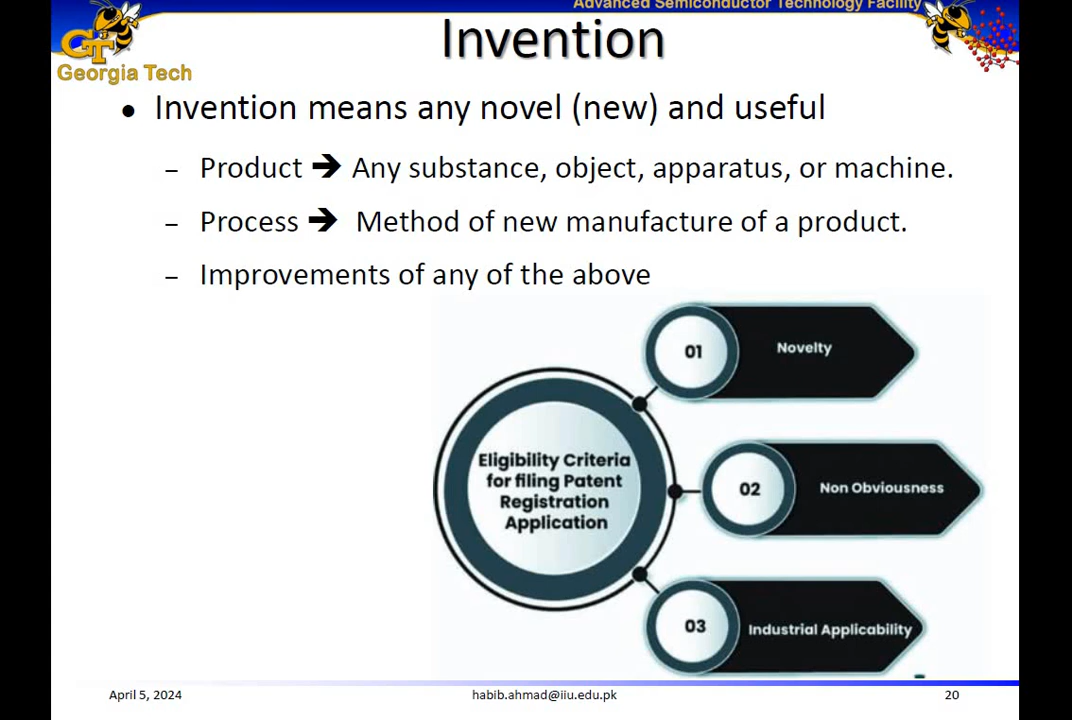 Advanced Semiconductor Technology Facility
GT
Georgia Tech
Invention
• Invention means any novel (new) and useful
– Product ➔ Any substance, object, apparatus, or machine.
– Process ➔ Method of new manufacture of a product.
– Improvements of any of the above
01
Novelty
Eligibility Criteria
for filing Patent
Registration
Application
02
Non Obviousness
03
Industrial Applicability
April 5, 2024
habib.ahmad@iiu.edu.pk
20